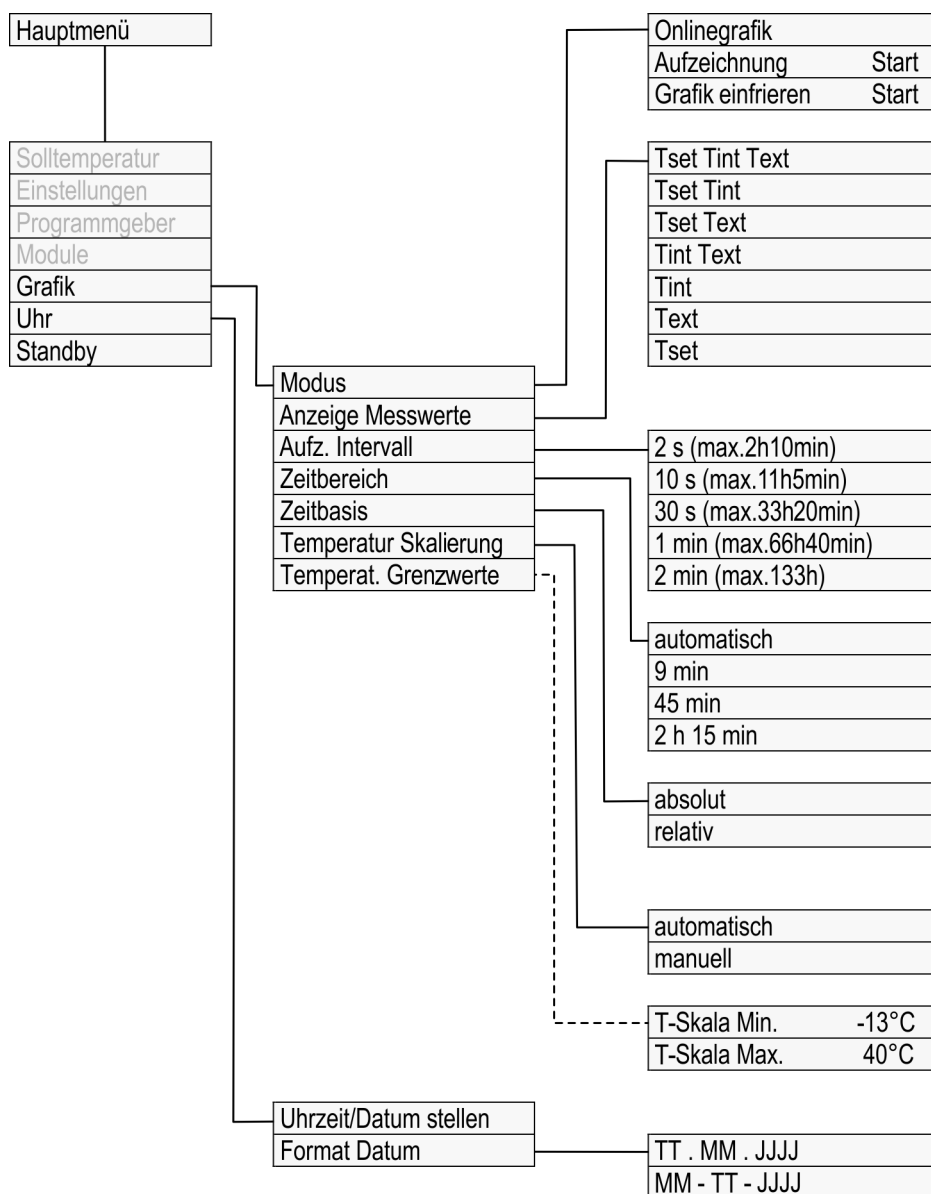 Hauptmenü
Solltemperatur
Einstellungen
Programmgeber
Module
Grafik
Uhr
Standby
Modus
Anzeige Messwerte
Aufz. Intervall
Zeitbereich
Zeitbasis
Temperatur Skalierung
Temperat. Grenzwerte
Uhrzeit/Datum stellen
Format Datum
Onlinegrafik
Aufzeichnung Start
Grafik einfrieren Start
Tset Tint Text
Tset Tint
Tset Text
Tint Text
Tint
Text
Tset
2 s (max.2h10min)
10 s (max.11h5min)
30 s (max.33h20min)
1 min (max.66h40min)
2 min (max.133h)
automatisch
9 min
45 min
2 h 15 min
absolut
relativ
automatisch
manuell
T-Skala Min. -13°C
T-Skala Max. 40°C
TT . MM . JJJJ
MM - TT - JJJJ